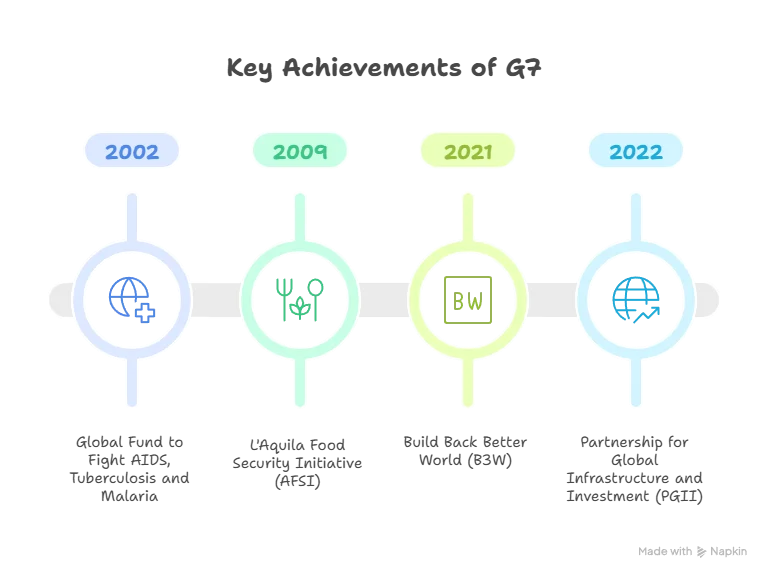 Key Achievements of G7
2002
2009
2021
2022
BW
Global Fund to
Fight AIDS,
Tuberculosis and
Malaria
L'Aquila Food
Security Initiative
(AFSI)
Build Back Better
World (B3W)
Partnership for
Global
Infrastructure and
Investment (PGII)
Made with Napkin